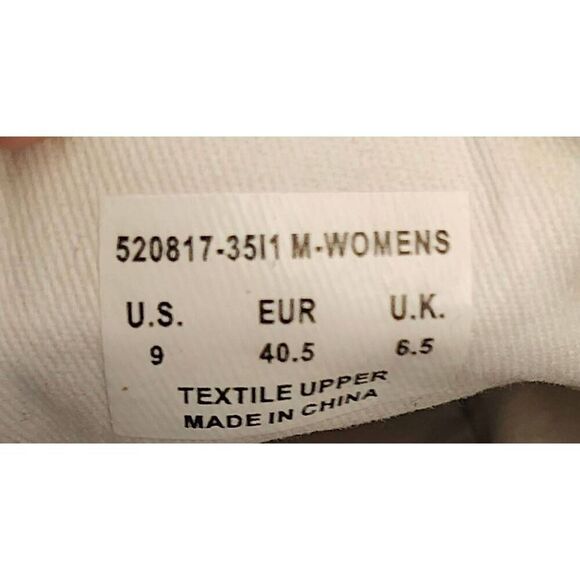 520817-35I1 M-WOMENS
U.S. EUR U.K.
9 40.5 6.5
TEXTILE UPPER
MADE IN CHINA